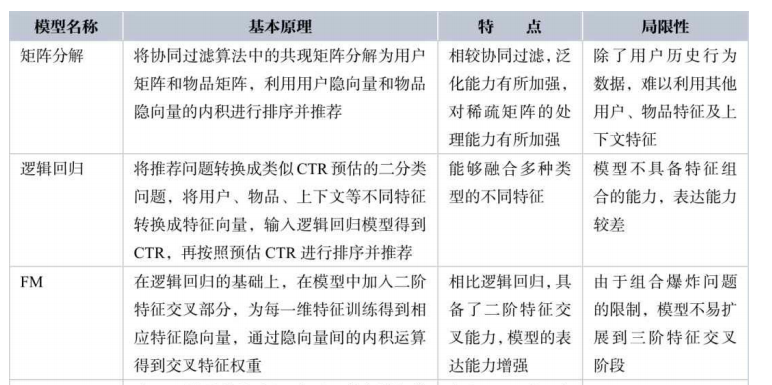 模型名称 基本原理 特 点 局限性
矩阵分解 将协同过滤算法中的共现矩阵分解为用户 相较协同过滤，泛 除了用户历史行为
矩阵和物品矩阵，利用用户隐向量和物品 化能力有所加强， 数据，难以利用其他
隐向量的内积进行排序并推荐 对稀疏矩阵的处 用户、物品特征及上
理能力有所加强 下文特征
逻辑回归 将推荐问题转换成类似 CTR 预估的二分类 能够融合多种类 模型不具备特征组
问题，将用户、物品、上下文等不同特征 型的不同特征 合的能力，表达能力
转换成特征向量，输入逻辑回归模型得到 较差
CTR，再按照预估 CTR 进行排序并推荐
FM 在逻辑回归的基础上，在模型中加入二阶 相比逻辑回归，具 由于组合爆炸问题
特征交叉部分，为每一维特征训练得到相 备了二阶特征交 的限制，模型不易扩
应特征隐向量，通过隐向量间的内积运算 叉能力，模型的表 展到三阶特征交叉
得到交叉特征权重 达能力增强 阶段